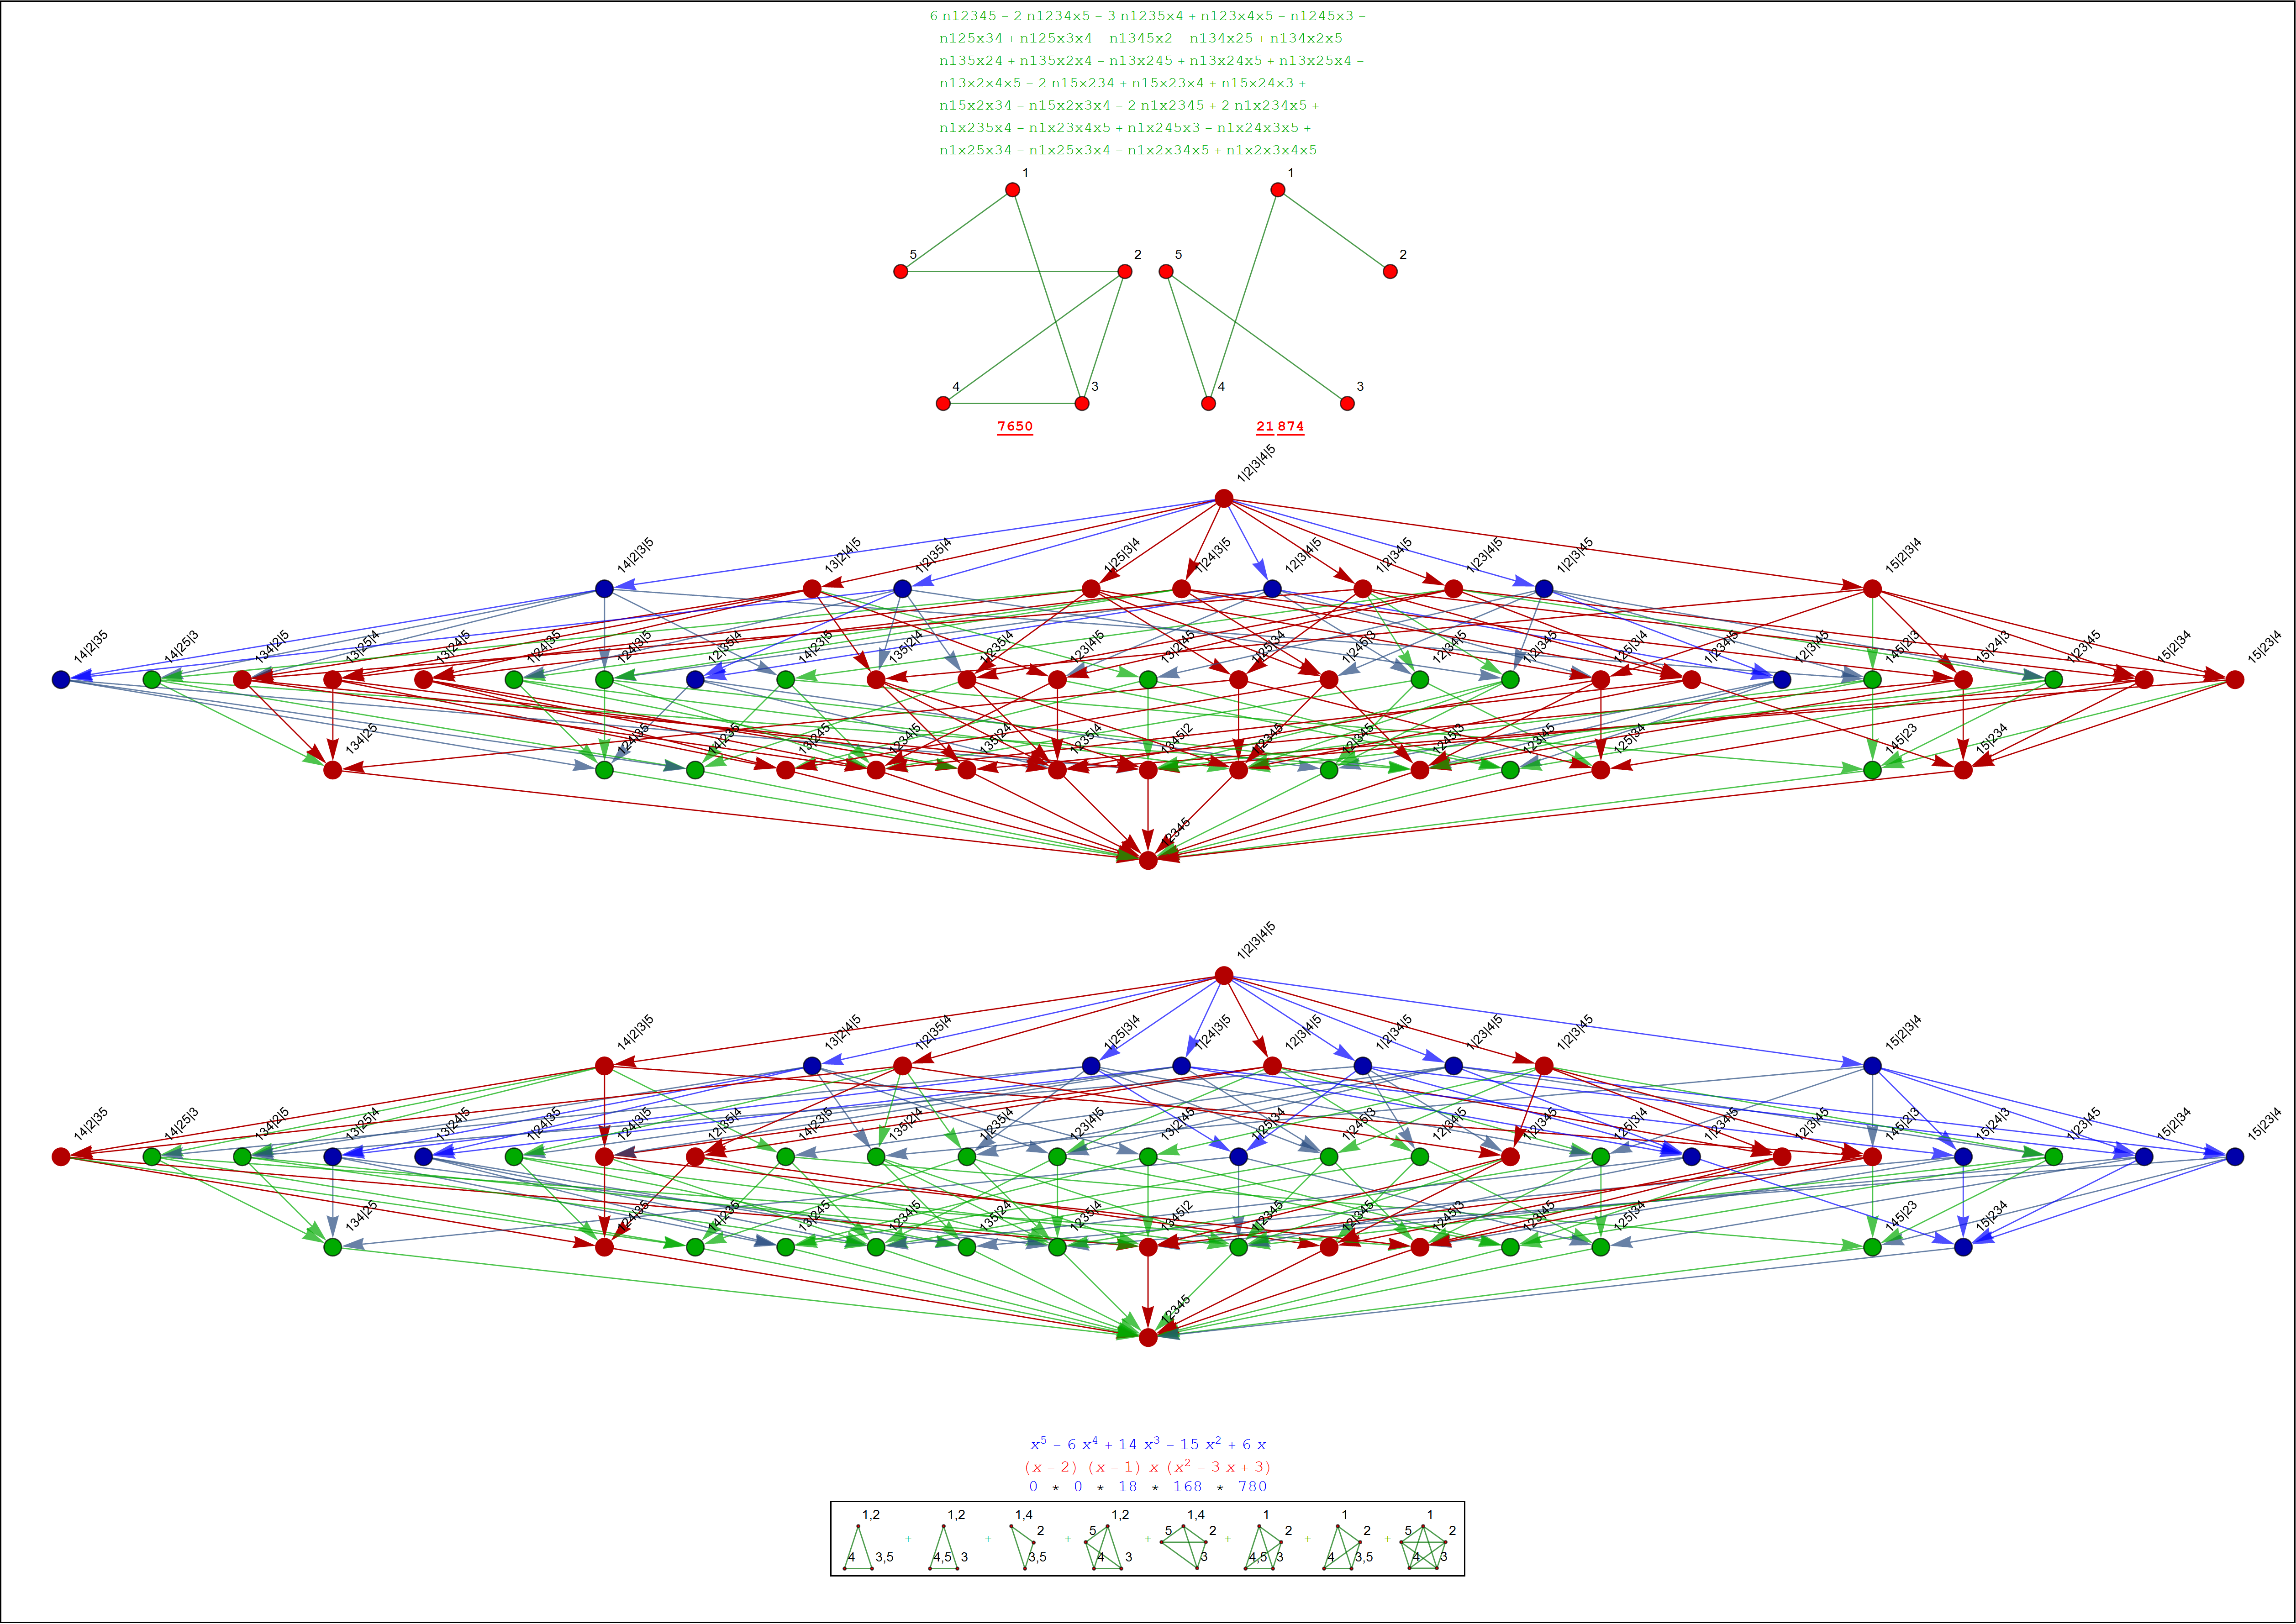 6 n12345 – 2 n1234x5 – 3 n1235x4 + n123x4x5 – n1245x3 –
n125x34 + n125x3x4 – n1345x2 – n134x25 + n134x2x5 –
n135x24 + n135x2x4 – n13x245 + n13x24x5 + n13x25x4 –
n13x2x4x5 – 2 n15x234 + n15x23x4 + n15x24x3 +
n15x2x34 – n15x2x3x4 – 2 n1x2345 + 2 n1x234x5 +
n1x235x4 – n1x23x4x5 + n1x245x3 – n1x24x3x5 +
n1x25x34 – n1x25x3x4 – n1x2x34x5 + n1x2x3x4x5
1 1
5 2 5 2
4 3 4 3
7650 21 874
1|2|3|4|5
14|2|3|5 13|2|4|5 1|2|35|4 1|25|3|4 1|24|3|5 12|3|4|5 1|2|34|5 1|23|4|5 1|2|3|45 15|2|3|4
14|2|35 14|25|3 134|2|5 13|25|4 13|24|5 1|24|35 124|3|5 12|35|4 14|23|5 135|2|4 1|235|4 123|4|5 13|2|45 1|25|34 1|245|3 12|34|5 1|2|345 125|3|4 1|234|5 12|3|45 145|2|3 15|24|3 1|23|45 15|2|34 15|23|4
134|25 124|35 14|235 13|245 1234|5 135|24 1235|4 1345|2 1|2345 12|345 1245|3 123|45 125|34 145|23 15|234
12345
1|2|3|4|5
14|2|3|5 13|2|4|5 1|2|35|4 1|25|3|4 1|24|3|5 12|3|4|5 1|2|34|5 1|23|4|5 1|2|3|45 15|2|3|4
14|2|35 14|25|3 134|2|5 13|25|4 13|24|5 1|24|35 124|3|5 12|35|4 14|23|5 135|2|4 1|235|4 123|4|5 13|2|45 1|25|34 1|245|3 12|34|5 1|2|345 125|3|4 1|234|5 12|3|45 145|2|3 15|24|3 1|23|45 15|2|34 15|23|4
134|25 124|35 14|235 13|245 1234|5 135|24 1235|4 1345|2 1|2345 12|345 1245|3 123|45 125|34 145|23 15|234
12345
x⁵ – 6 x⁴ + 14 x³ – 15 x² + 6 x
(x – 2) (x – 1) x (x² – 3 x + 3)
0 * 0 * 18 * 168 * 780
1,2 4 3,5 + 1,2 4,5 3 + 1,4 2 3,5 + 1,2 5 4 3 + 1,4 5 2 3 + 1 2 4,5 3 + 1 2 4 3,5 + 1 5 2 4 3